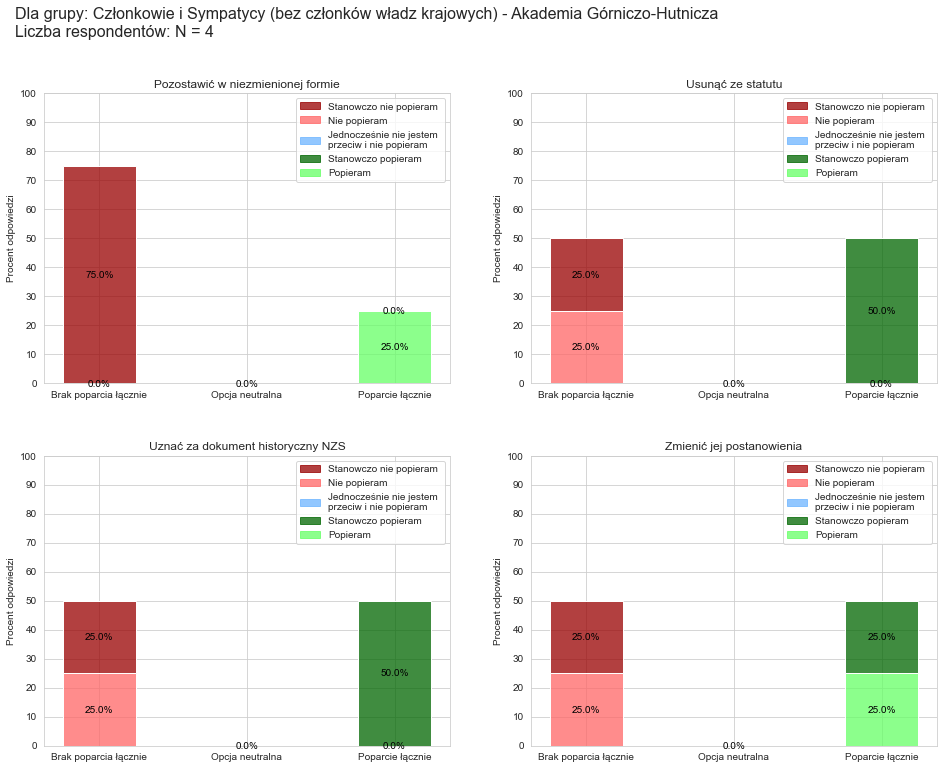 Dla grupy: Członkowie i Sympatycy (bez członków władz krajowych) - Akademia Górniczo-Hutnicza
Liczba respondentów: N = 4
Pozostawić w niezmienionej formie
Procent odpowiedzi
100
90
80
70
60
50
40
30
20
10
0
Stanowczo nie popieram
Nie popieram
Jednocześnie nie jestem
przeciw i nie popieram
Stanowczo popieram
Popieram
75.0%
0.0%
0.0%
0.0%
25.0%
Brak poparcia łącznie
Opcja neutralna
Poparcie łącznie
Usunąć ze statutu
Procent odpowiedzi
100
90
80
70
60
50
40
30
20
10
0
Stanowczo nie popieram
Nie popieram
Jednocześnie nie jestem
przeciw i nie popieram
Stanowczo popieram
Popieram
25.0%
25.0%
0.0%
50.0%
0.0%
Brak poparcia łącznie
Opcja neutralna
Poparcie łącznie
Uznać za dokument historyczny NZS
Procent odpowiedzi
100
90
80
70
60
50
40
30
20
10
0
Stanowczo nie popieram
Nie popieram
Jednocześnie nie jestem
przeciw i nie popieram
Stanowczo popieram
Popieram
25.0%
25.0%
0.0%
50.0%
0.0%
Brak poparcia łącznie
Opcja neutralna
Poparcie łącznie
Zmienić jej postanowienia
Procent odpowiedzi
100
90
80
70
60
50
40
30
20
10
0
Stanowczo nie popieram
Nie popieram
Jednocześnie nie jestem
przeciw i nie popieram
Stanowczo popieram
Popieram
25.0%
25.0%
0.0%
25.0%
25.0%
Brak poparcia łącznie
Opcja neutralna
Poparcie łącznie